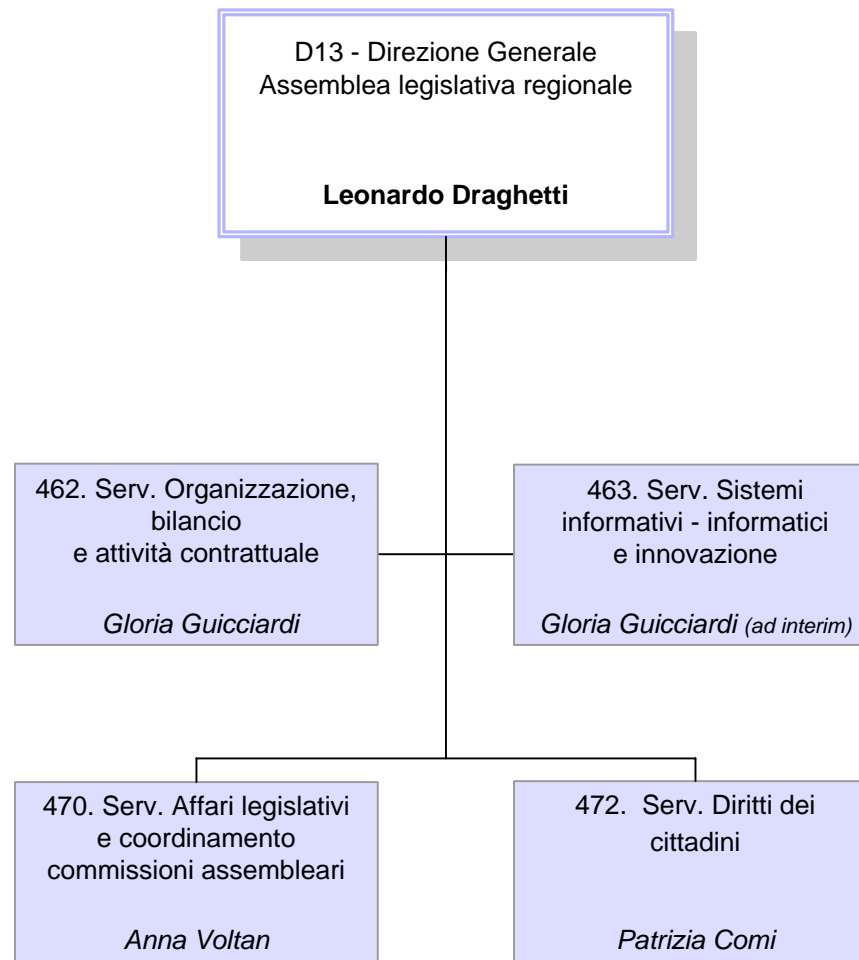 D13 - Direzione Generale
Assemblea legislativa regionale
Leonardo Draghetti
462. Serv. Organizzazione,
bilancio
e attività contrattuale
Gloria Guicciardi
463. Serv. Sistemi
informativi - informatici
e innovazione
Gloria Guicciardi (ad interim)
470. Serv. Affari legislativi
e coordinamento
commissioni assembleari
Anna Voltan
472. Serv. Diritti dei
cittadini
Patrizia Comi